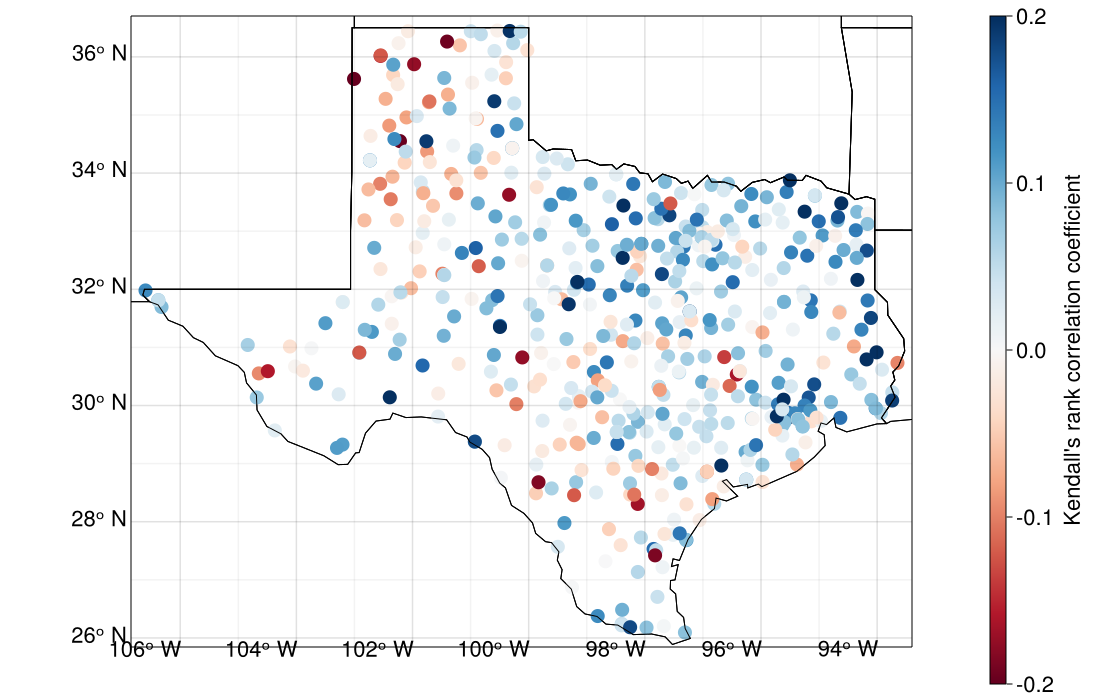 36° N
34° N
32° N
30° N
28° N
26° N
106° W
104° W
102° W
100° W
98° W
96° W
94° W
0.2
0.1
0.0
-0.1
-0.2
Kendall's rank correlation coefficient